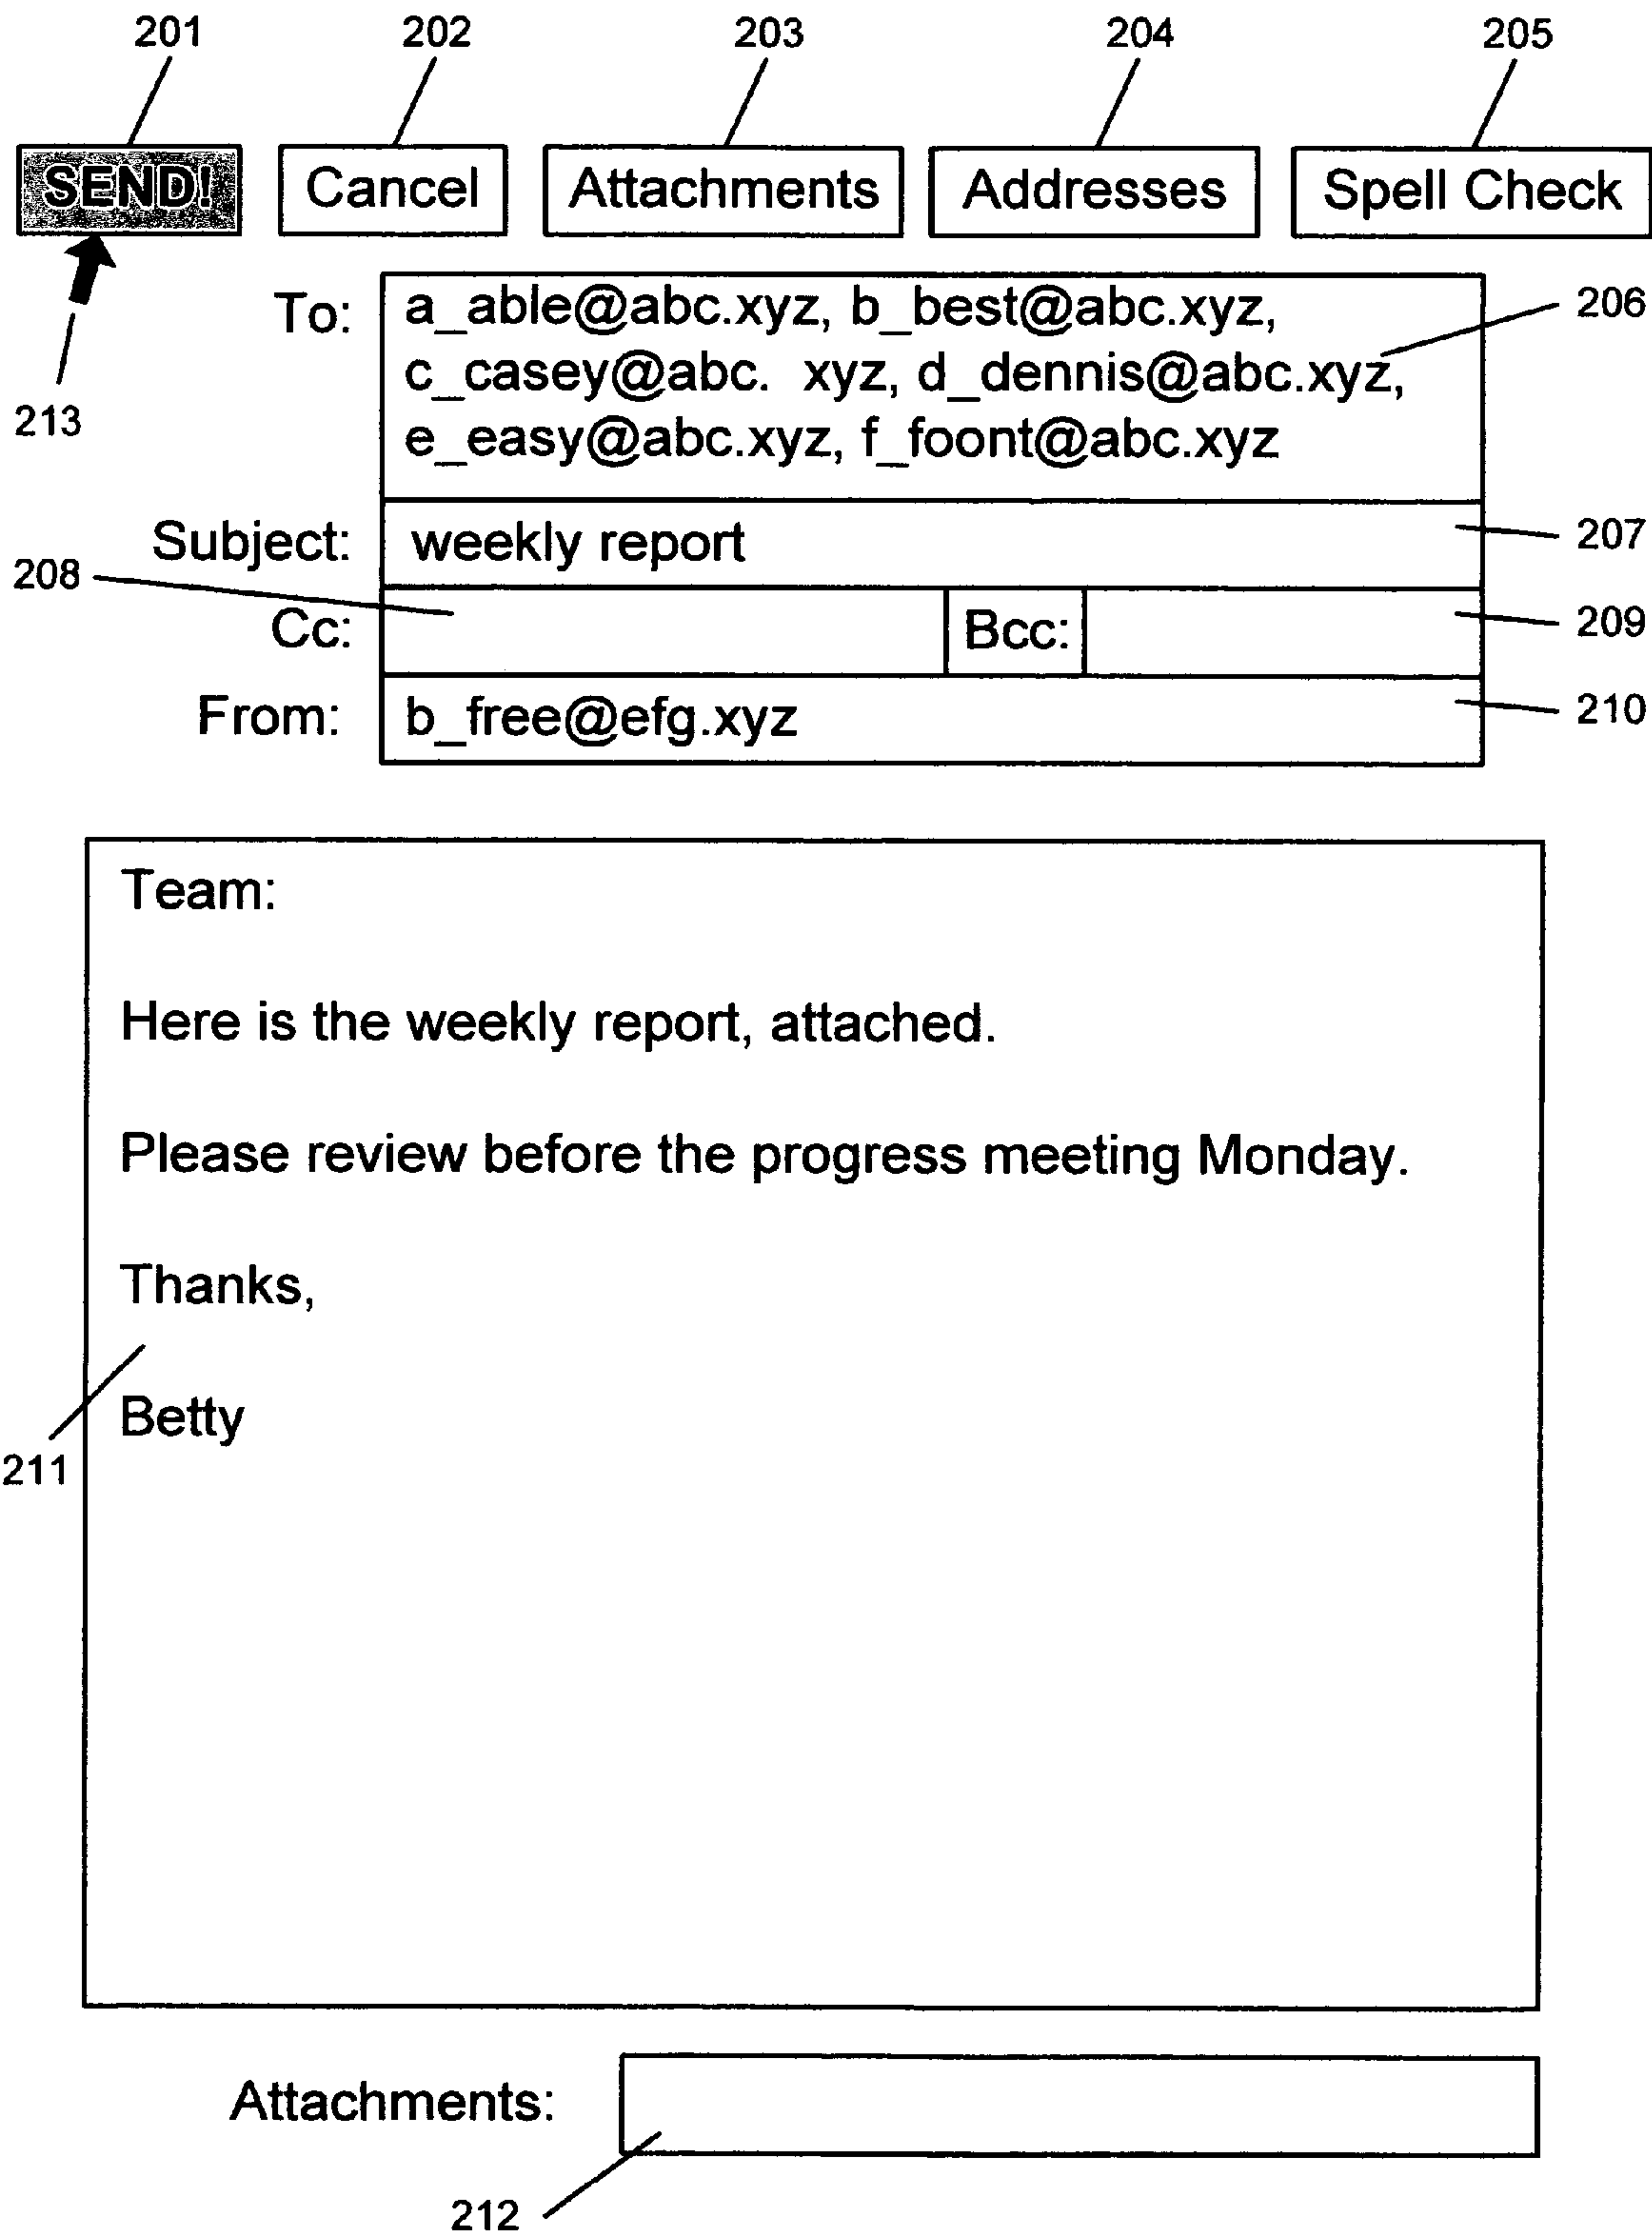 201 202 203 204 205
SEND! Cancel Attachments Addresses Spell Check
213
To: a_able@abc.xyz, b_best@abc.xyz,
c_casey@abc. xyz, d_dennis@abc.xyz,
e_easy@abc.xyz, f_foont@abc.xyz
206
Subject: weekly report
207
208
Cc: Bcc:
209
From: b_free@efg.xyz
210
Team:
Here is the weekly report, attached.
Please review before the progress meeting Monday.
Thanks,
Betty
211
Attachments:
212